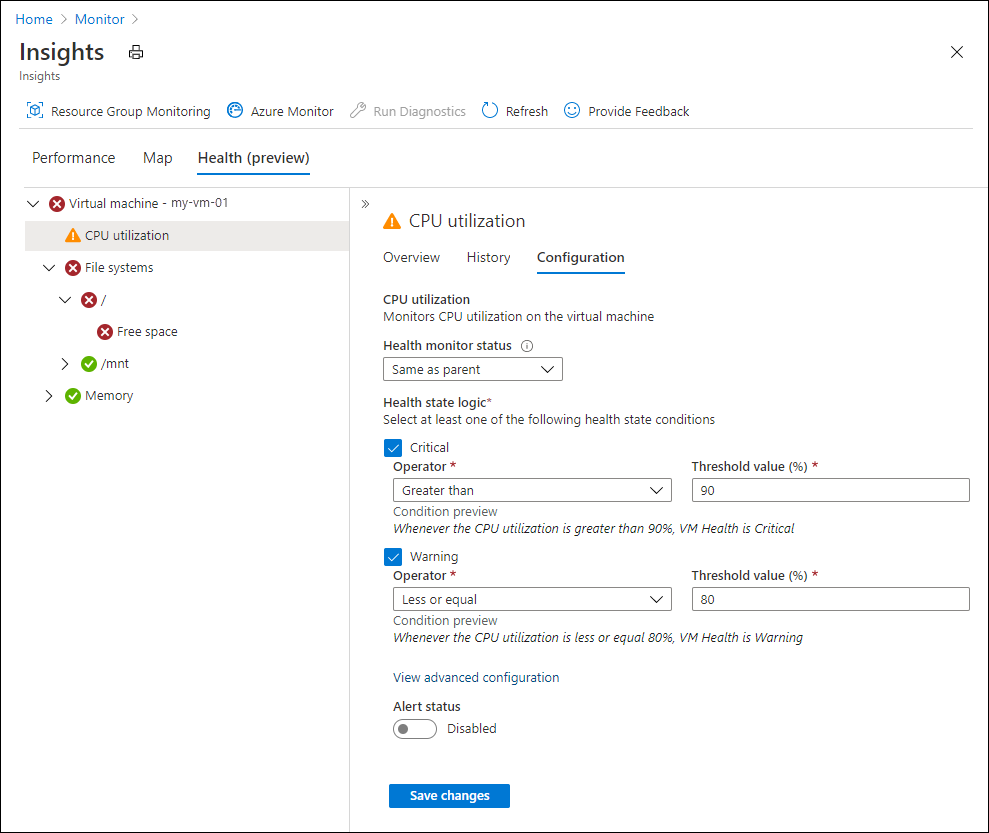 Home > Monitor >
Insights
Insights
Resource Group Monitoring Azure Monitor Run Diagnostics Refresh Provide Feedback
Performance Map Health (preview)
Virtual machine - my-vm-01
CPU utilization
File systems
/
Free space
/mnt
Memory
»
CPU utilization
Overview History Configuration
CPU utilization
Monitors CPU utilization on the virtual machine
Health monitor status
Same as parent
Health state logic*
Select at least one of the following health state conditions
Critical
Operator * Threshold value (%) *
Greater than 90
Condition preview
Whenever the CPU utilization is greater than 90%, VM Health is Critical
Warning
Operator * Threshold value (%) *
Less or equal 80
Condition preview
Whenever the CPU utilization is less or equal 80%, VM Health is Warning
View advanced configuration
Alert status
Disabled
Save changes